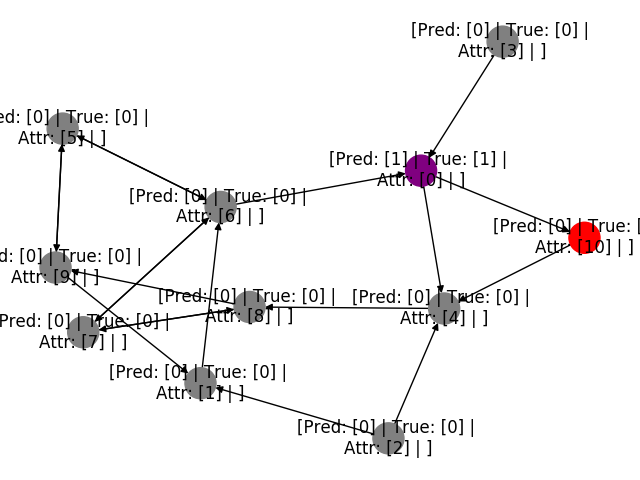 [Pred: [0] | True: [0] |
Attr: [3] | ]
ed: [0] | True: [0] |
Attr: [5] | ]
[Pred: [1] | True: [1] |
Attr: [0] | ]
[Pred: [0] | True: [0] |
Attr: [6] | ]
[Pred: [0] | True: [
Attr: [10] | ]
d: [0] | True: [0] |
Attr: [9] | ]
[Pred: [0] | True: [0] |
Attr: [8] | ]
[Pred: [0] | True: [0] |
Attr: [4] | ]
Pred: [0] | True: [0] |
Attr: [7] | ]
[Pred: [0] | True: [0] |
Attr: [1] | ]
[Pred: [0] | True: [0] |
Attr: [2] | ]